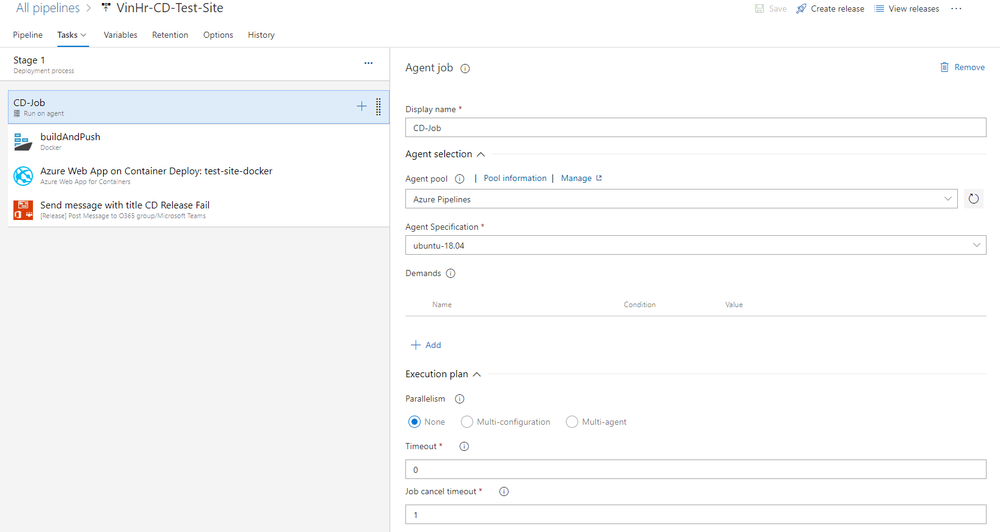 All pipelines > VinHr-CD-Test-Site
Save Create release View releases ...
Pipeline Tasks Variables Retention Options History
Stage 1
Deployment process
CD-Job
Run on agent
buildAndPush
Docker
Azure Web App on Container Deploy: test-site-docker
Azure Web App for Containers
Send message with title CD Release Fail
[Release] Post Message to O365 group/Microsoft Teams
Agent job
Remove
Display name *
CD-Job
Agent selection
Agent pool | Pool information | Manage
Azure Pipelines
Agent Specification *
ubuntu-18.04
Demands
Name Condition Value
+ Add
Execution plan
Parallelism
None Multi-configuration Multi-agent
Timeout *
0
Job cancel timeout *
1